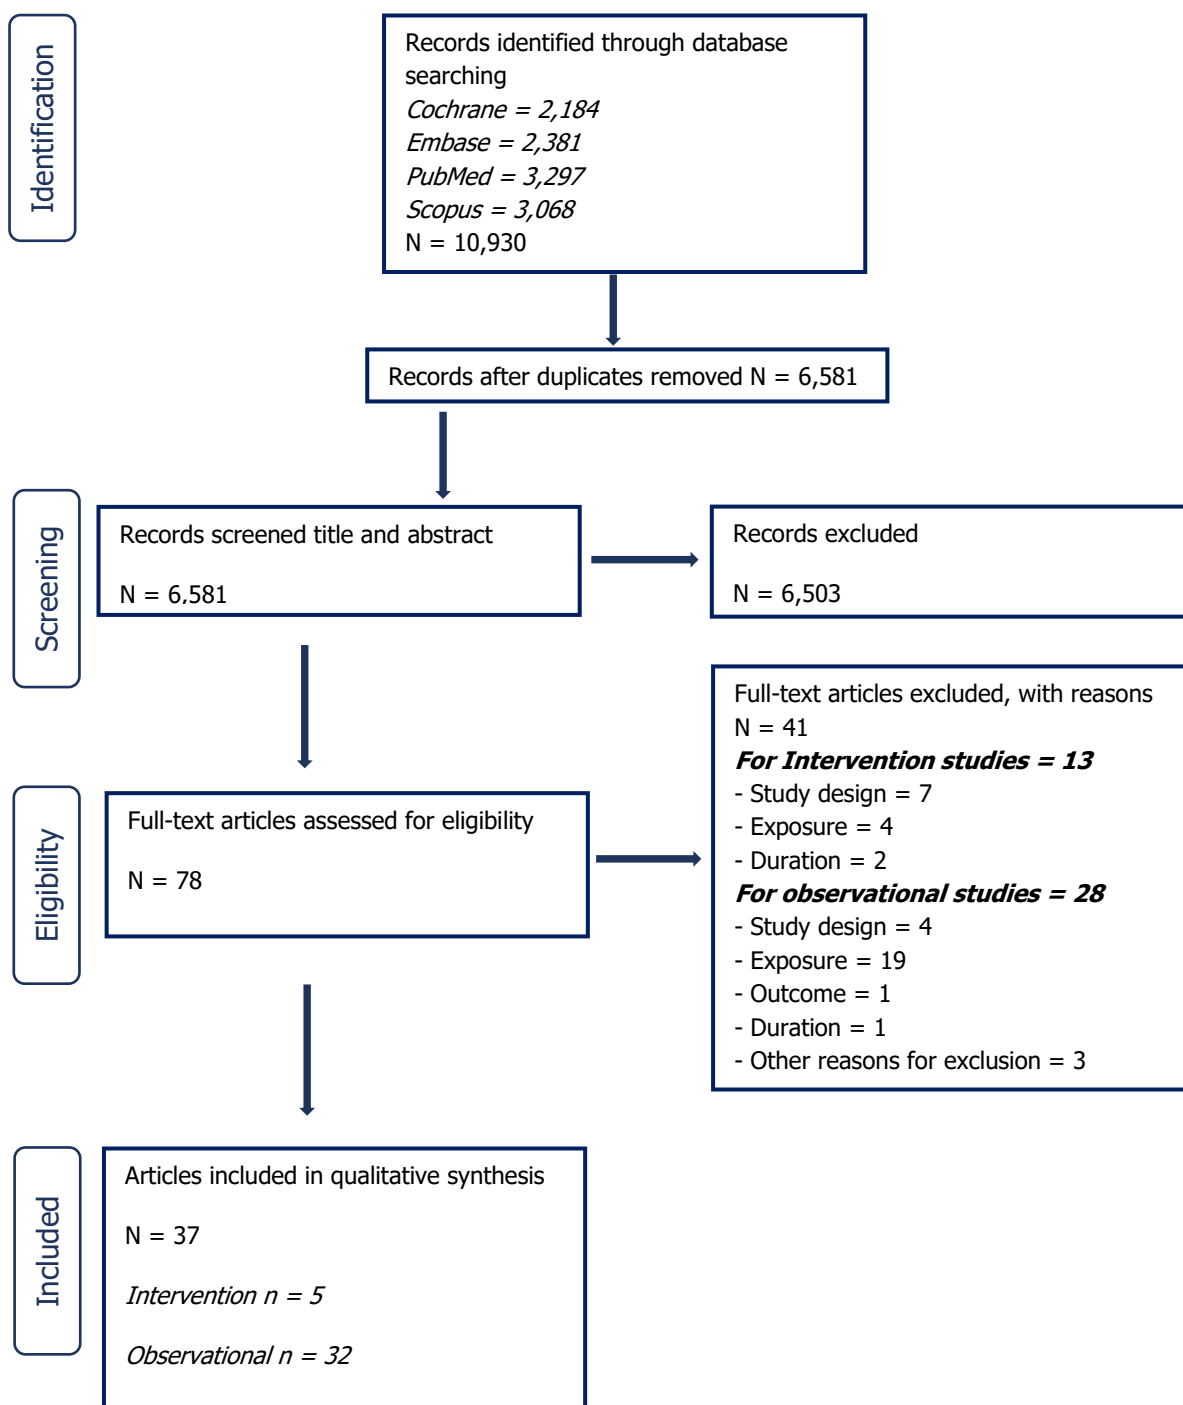 Identification
Records identified through database
searching
Cochrane = 2,184
Embase = 2,381
PubMed = 3,297
Scopus = 3,068
N = 10,930
Records after duplicates removed N = 6,581
Screening
Records screened title and abstract
N = 6,581
Records excluded
N = 6,503
Full-text articles excluded, with reasons
N = 41
For Intervention studies = 13
- Study design = 7
- Exposure = 4
- Duration = 2
For observational studies = 28
- Study design = 4
- Exposure = 19
- Outcome = 1
- Duration = 1
- Other reasons for exclusion = 3
Eligibility
Full-text articles assessed for eligibility
N = 78
Included
Articles included in qualitative synthesis
N = 37
Intervention n = 5
Observational n = 32